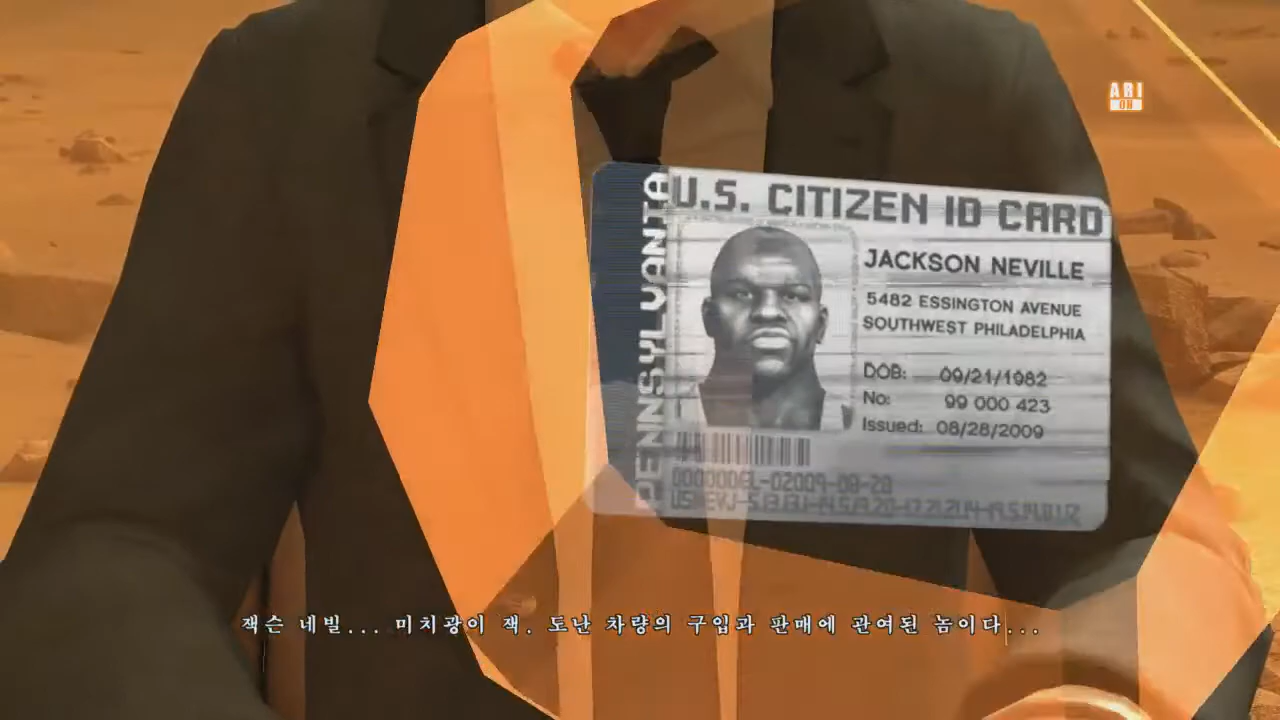 ARI
OH
U.S. CITIZEN ID CARD
PENNSYLVANIA
JACKSON NEVILLE
5482 ESSINGTON AVENUE
SOUTHWEST PHILADELPHIA
DOB: 09/21/1982
No: 99 000 423
Issued: 08/28/2009
잭슨 네빌... 미치광이 잭. 도난 차량의 구입과 판매에 관여된 놈이다...